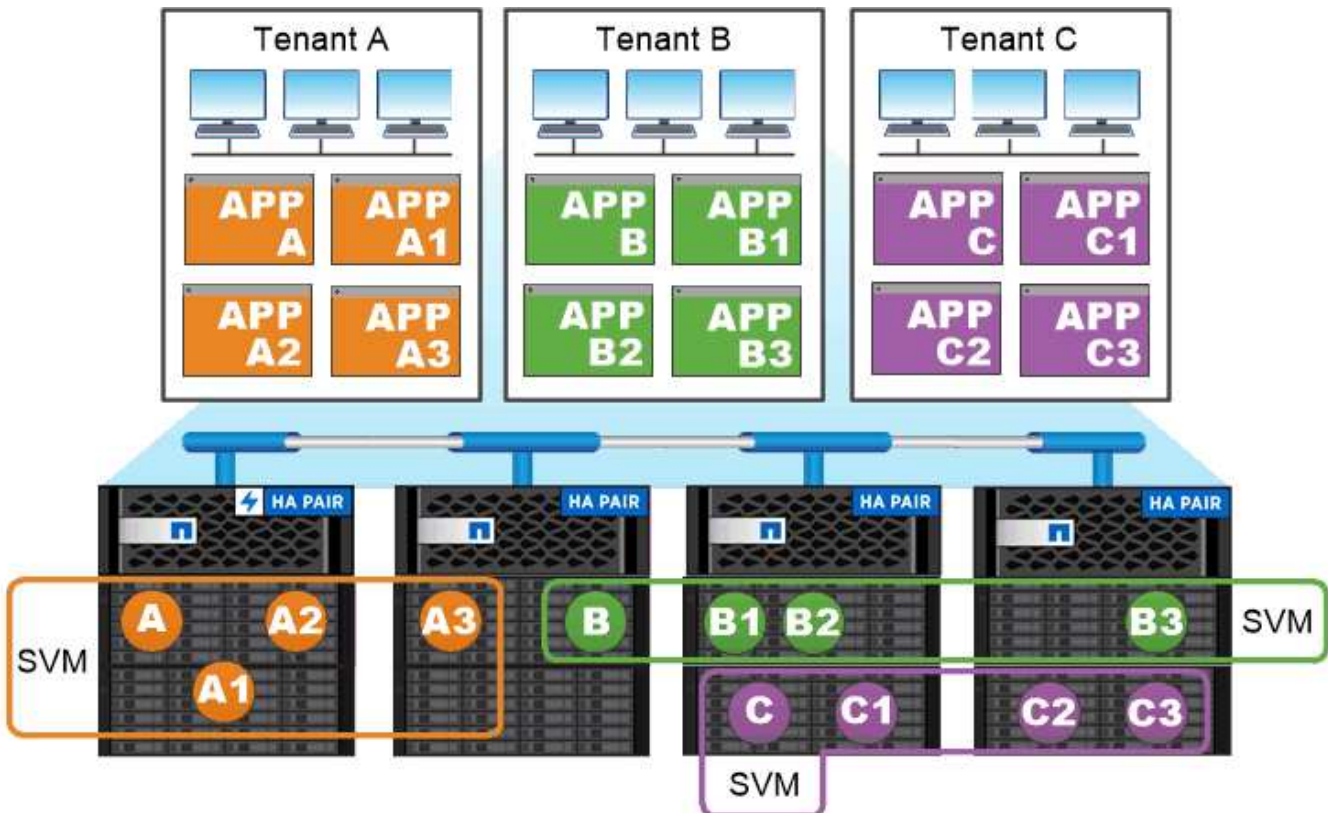 Tenant A
Tenant B
Tenant C
APP
A
APP
A1
APP
B
APP
B1
APP
C
APP
C1
APP
A2
APP
A3
APP
B2
APP
B3
APP
C2
APP
C3
HA PAIR
HA PAIR
HA PAIR
HA PAIR
SVM
A
A2
A1
A3
B
B1
B2
B3
SVM
C
C1
C2
C3
SVM